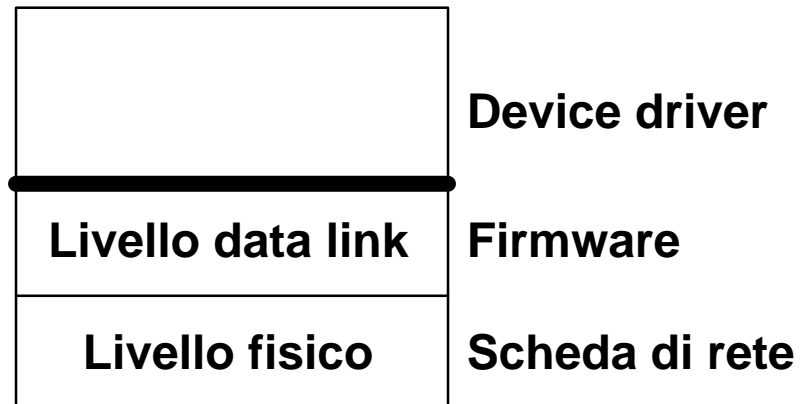 Device driver
Livello data link Firmware
Livello fisico Scheda di rete